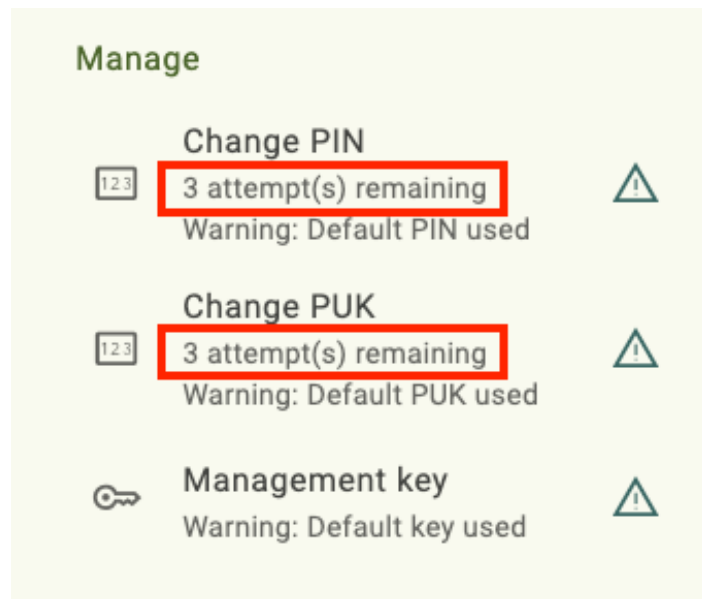 Manage
Change PIN
123
3 attempt(s) remaining
Warning: Default PIN used
Change PUK
123
3 attempt(s) remaining
Warning: Default PUK used
Management key
Warning: Default key used